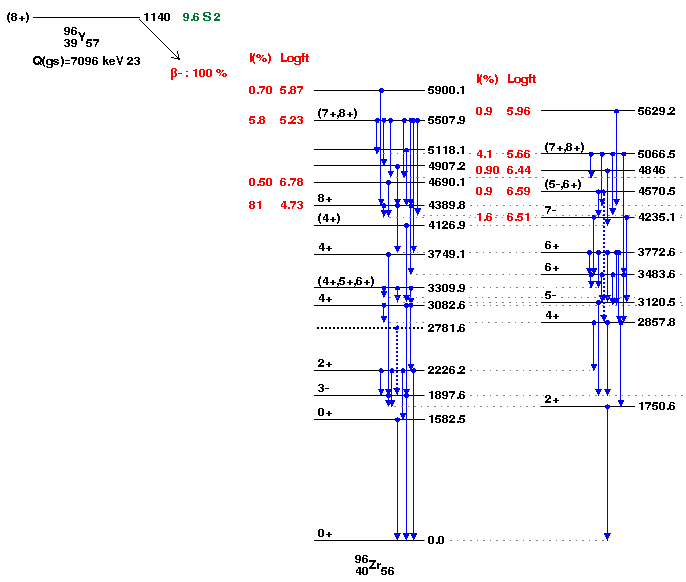 (8+) 1140 9.6 S 2
96
39 Y 57
Q(gs)=7096 keV 23
β- : 100 %
I(%) Logft
0.70 5.87 5900.1
5.8 5.23 (7+,8+) 5507.9
5118.1
4907.2
0.50 6.78 4690.1
81 4.73 8+ 4389.8
(4+) 4126.9
4+ 3749.1
(4+,5+,6+) 3309.9
4+ 3082.6
2781.6
2+ 2226.2
3- 1897.6
0+ 1582.5
0+ 0.0
96
40 Zr 56
I(%) Logft
0.9 5.96 5629.2
4.1 5.66 (7+,8+) 5066.5
0.90 6.44 4846
0.9 6.59 (5-,6+) 4570.5
1.6 6.51 7- 4235.1
6+ 3772.6
6+ 3483.6
5- 3120.5
4+ 2857.8
2+ 1750.6